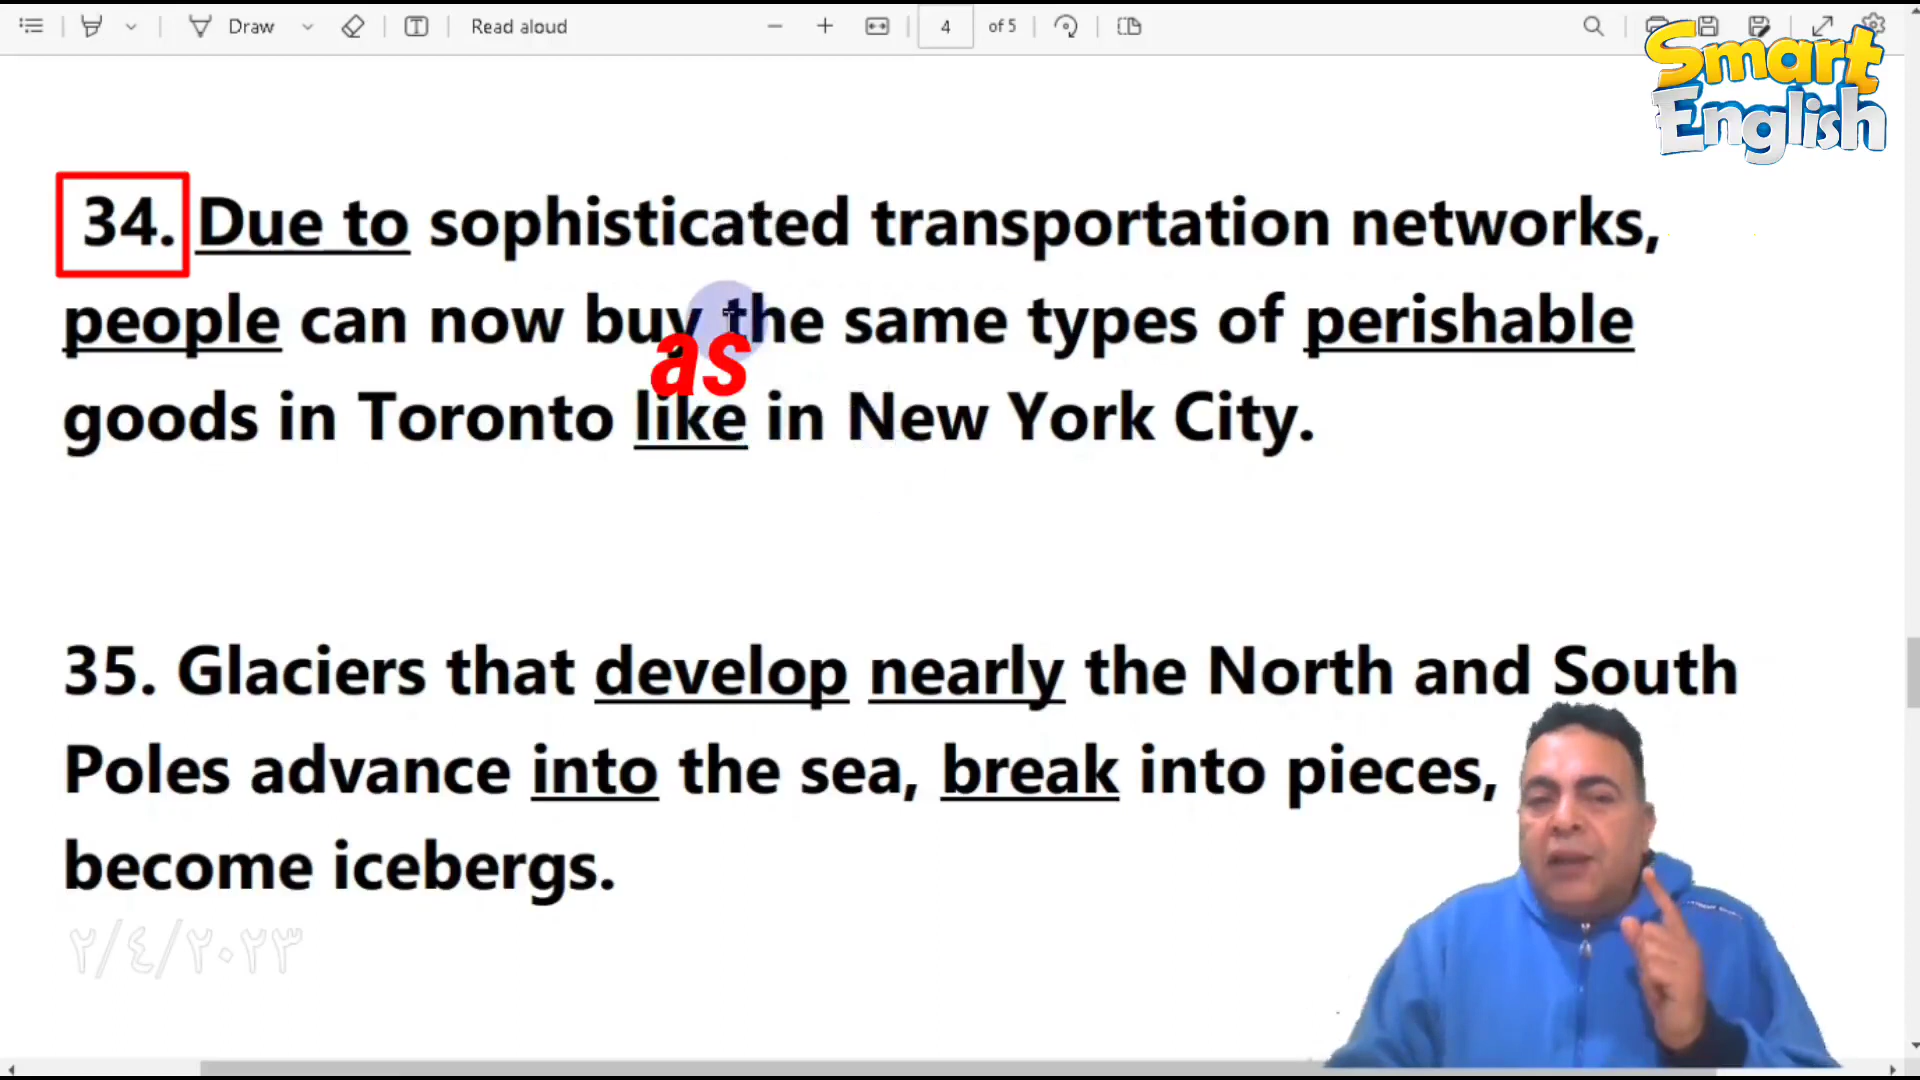 Draw
Read aloud
4 of 5
Smart
English
34. Due to sophisticated transportation networks,
people can now buy the same types of perishable
as
goods in Toronto like in New York City.
35. Glaciers that develop nearly the North and South
Poles advance into the sea, break into pieces,
become icebergs.
٢/٤/٢٠٢٣